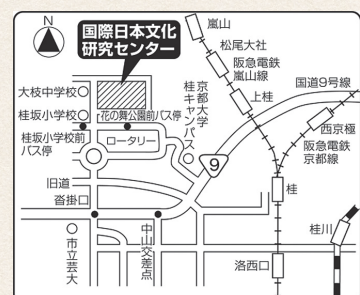 N
国際日本文化
研究センター
嵐山
松尾大社
阪急電鉄
嵐山線
上桂
国道9号線
大枝中学校
桂坂小学校
花の舞公園前バス停
桂坂小学校前
バス停
ロータリー
京都大学
桂キャンパス
9
西京極
阪急電鉄
京都線
旧道
沓掛口
桂
桂川
市立芸大
中山交差点
洛西口